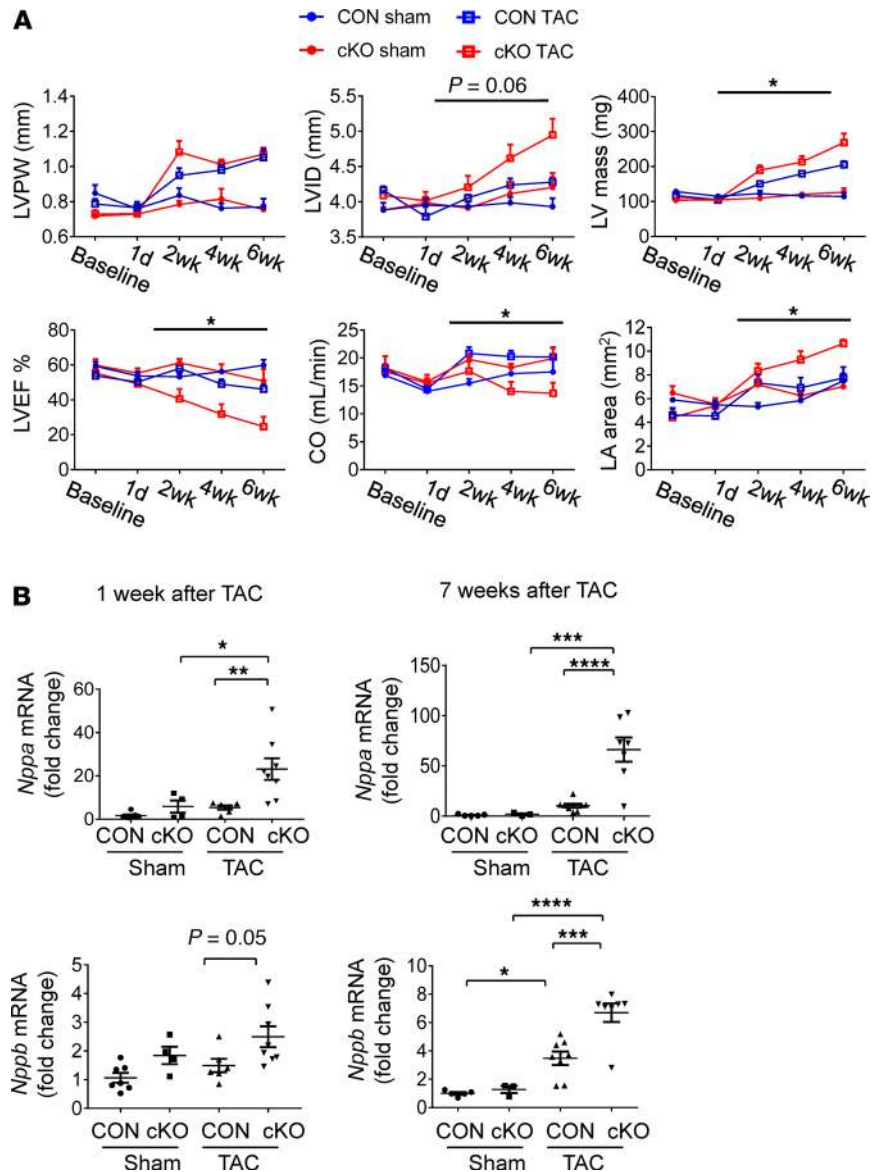 A
CON sham
CON TAC
cKO sham
cKO TAC
LVPW (mm)
1.4
1.2
1.0
0.8
0.6
Baseline
1d
2wk
4wk
6wk
P = 0.06
LVID (mm)
5.5
5.0
4.5
4.0
3.5
Baseline
1d
2wk
4wk
6wk
*
LV mass (mg)
400
300
200
100
0
Baseline
1d
2wk
4wk
6wk
*
LVEF %
80
60
40
20
0
Baseline
1d
2wk
4wk
6wk
*
CO (mL/min)
25
20
15
10
5
0
Baseline
1d
2wk
4wk
6wk
*
LA area (mm²)
12
10
8
6
4
2
0
Baseline
1d
2wk
4wk
6wk
B
1 week after TAC
7 weeks after TAC
*
**
Nppa mRNA
(fold change)
60
40
20
0
CON cKO CON cKO
Sham TAC
***
****
Nppa mRNA
(fold change)
150
100
50
0
CON cKO CON cKO
Sham TAC
P = 0.05
Nppb mRNA
(fold change)
5
4
3
2
1
0
CON cKO CON cKO
Sham TAC
****
***
*
Nppb mRNA
(fold change)
10
8
6
4
2
0
CON cKO CON cKO
Sham TAC